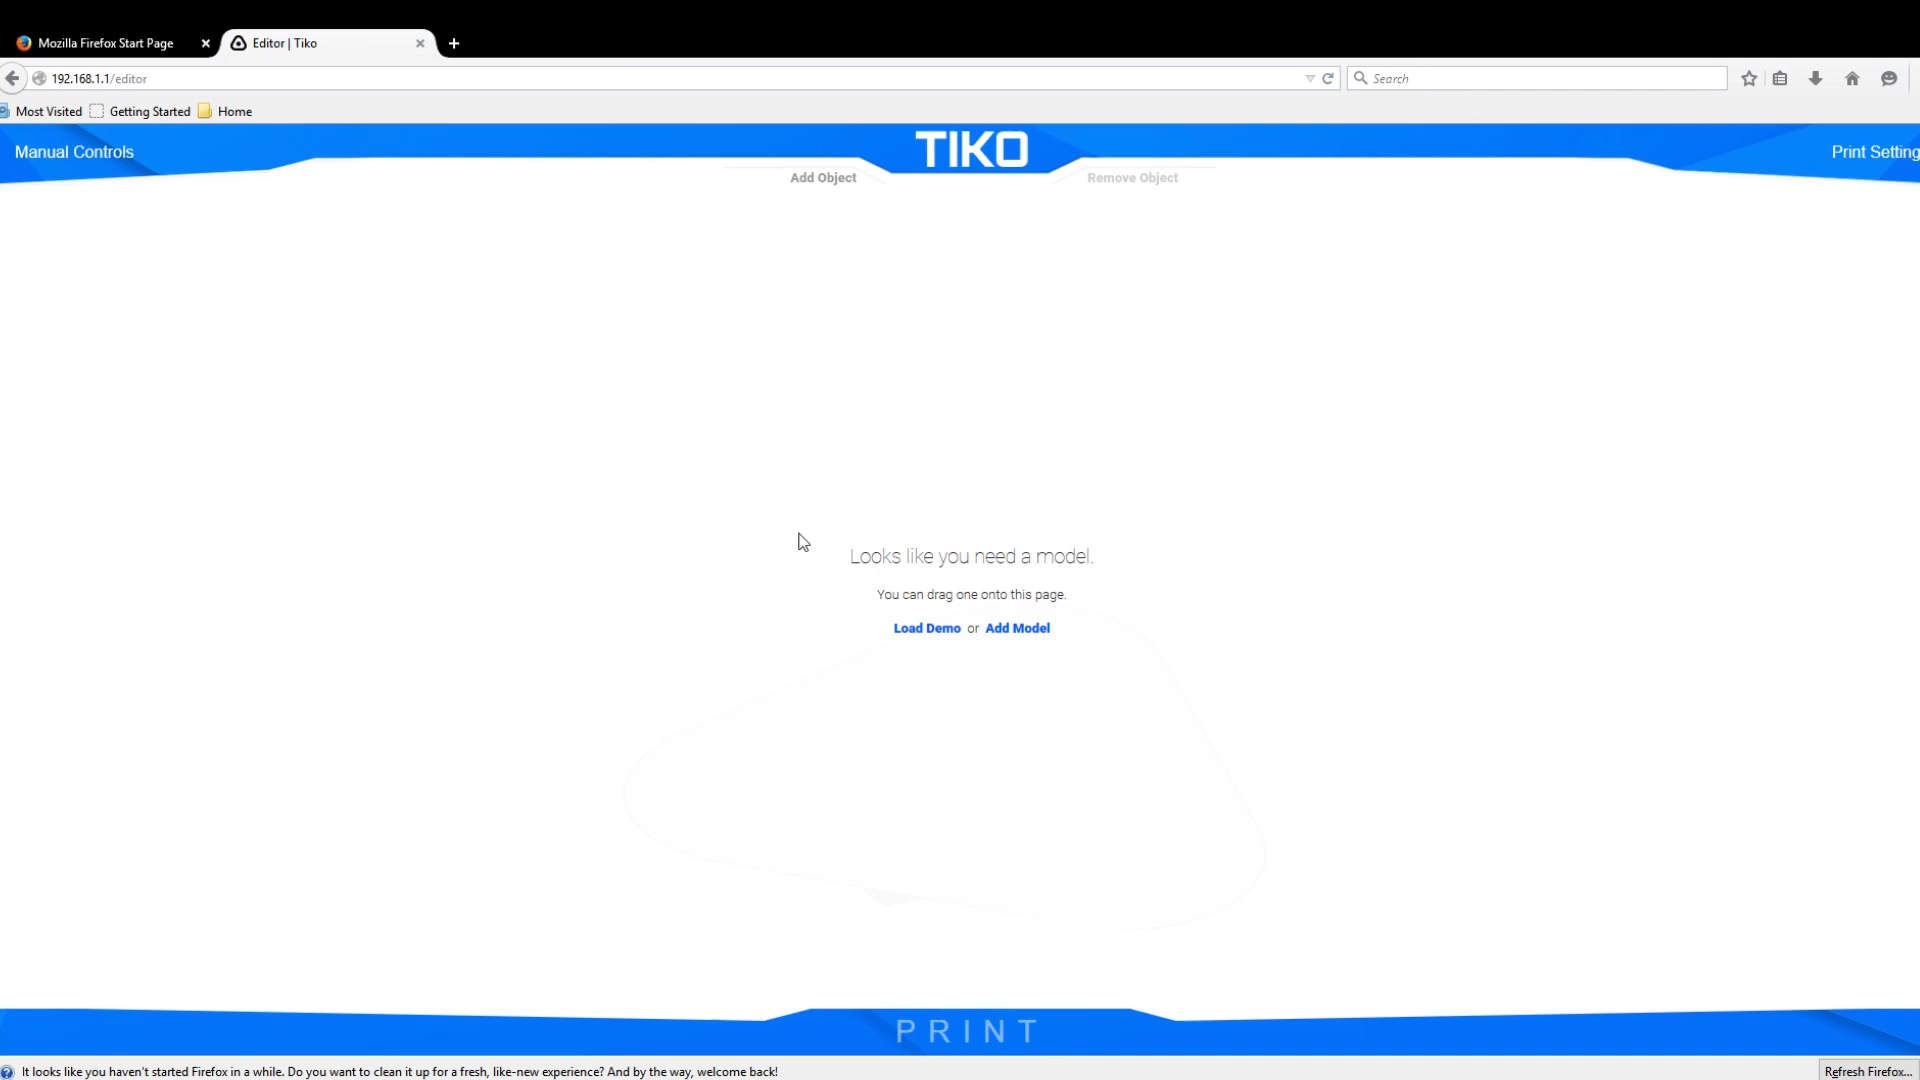 Mozilla Firefox Start Page
Editor | Tiko
192.168.1.1/editor
Search
Most Visited
Getting Started
Home
Manual Controls
TIKO
Print Setting
Add Object
Remove Object
Looks like you need a model.
You can drag one onto this page.
Load Demo or Add Model
PRINT
It looks like you haven't started Firefox in a while. Do you want to clean it up for a fresh, like-new experience? And by the way, welcome back!
Refresh Firefox...